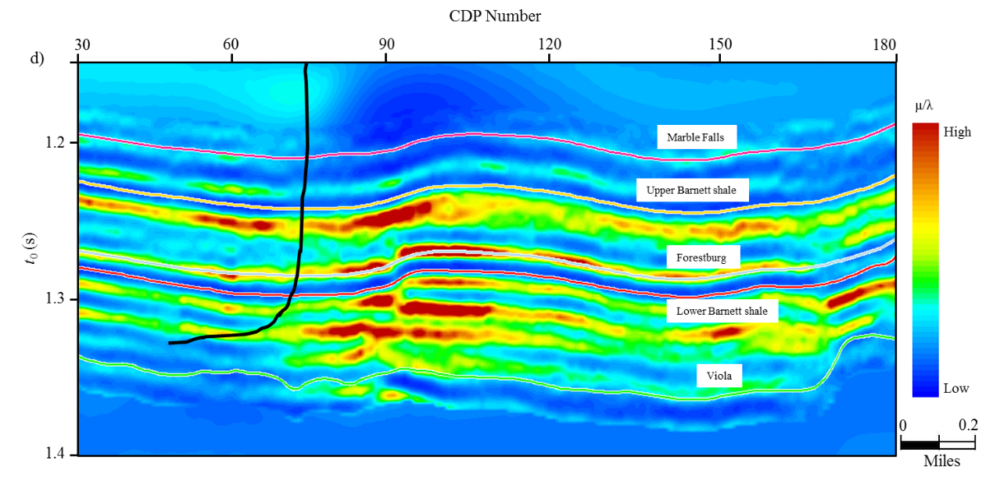 CDP Number
30 60 90 120 150 180
d)
μ/λ
High
1.2
Marble Falls
Upper Barnett shale
t₀ (s)
Forestburg
1.3
Lower Barnett shale
Viola
Low
0 0.2
1.4
Miles